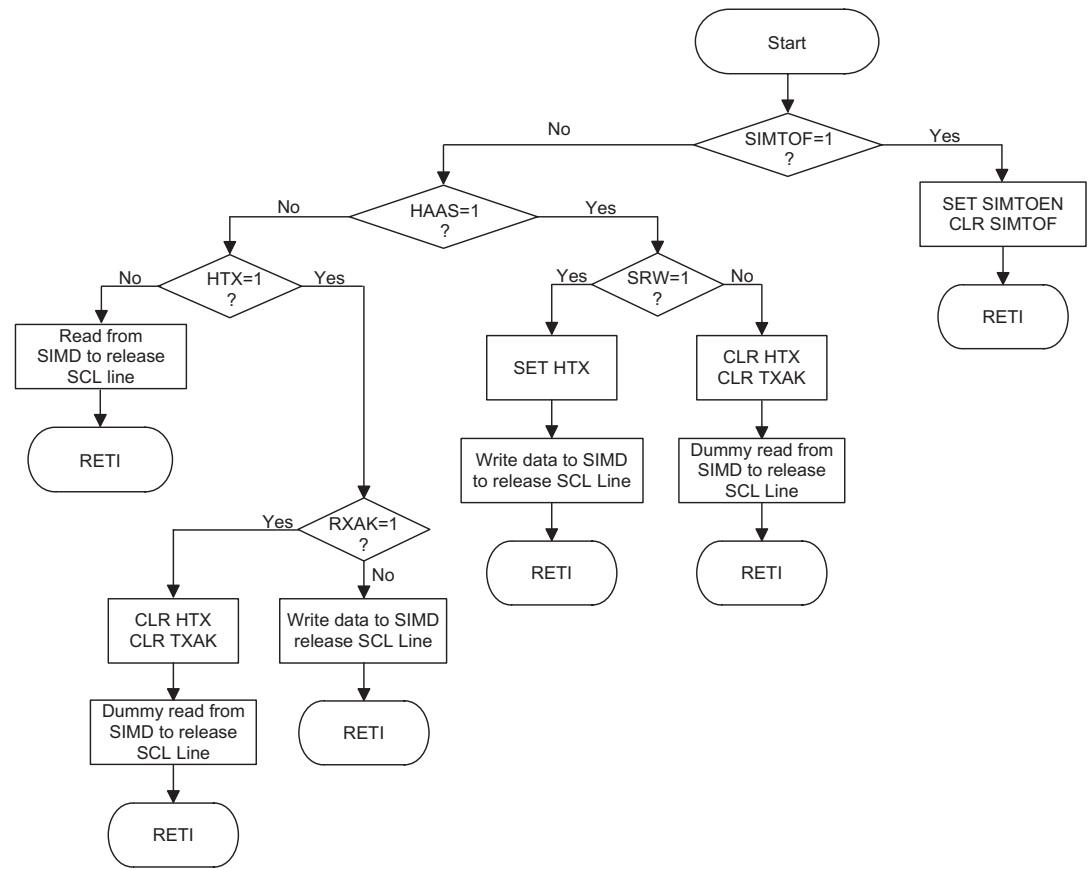 Start
No
SIMTOF=1
?
Yes
No
HAAS=1
?
Yes
SET SIMTOEN
CLR SIMTOF
No
HTX=1
?
Yes
Yes
SRW=1
?
No
RETI
Read from
SIMD to release
SCL line
SET HTX
CLR HTX
CLR TXAK
RETI
Write data to SIMD
to release SCL Line
Dummy read from
SIMD to release
SCL Line
Yes
RXAK=1
?
No
RETI
RETI
CLR HTX
CLR TXAK
Write data to SIMD
release SCL Line
Dummy read from
SIMD to release
SCL Line
RETI
RETI